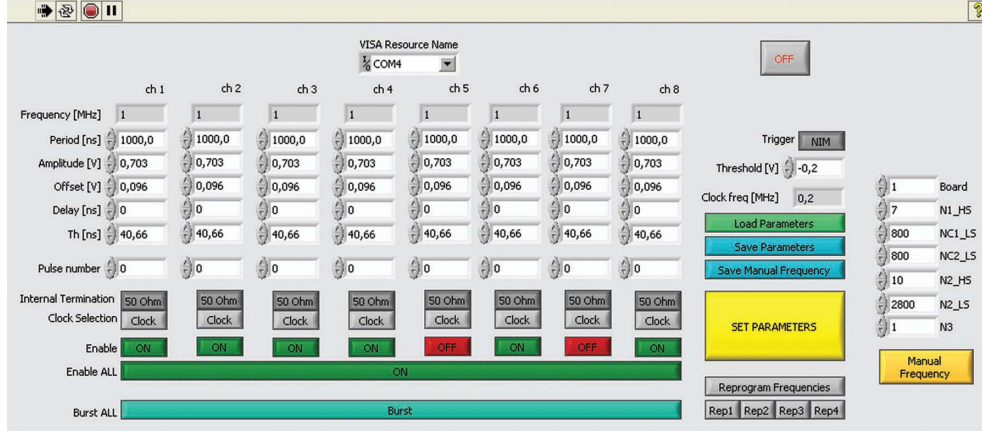 VISA Resource Name
COM4
OFF
ch 1 ch 2 ch 3 ch 4 ch 5 ch 6 ch 7 ch 8
Frequency [MHz] 1 1 1 1 1 1 1 1
Period [ns] 1000,0 1000,0 1000,0 1000,0 1000,0 1000,0 1000,0 1000,0
Amplitude [V] 0,703 0,703 0,703 0,703 0,703 0,703 0,703 0,703
Offset [V] 0,096 0,096 0,096 0,096 0,096 0,096 0,096 0,096
Delay [ns] 0 0 0 0 0 0 0 0
Th [ns] 40,66 40,66 40,66 40,66 40,66 40,66 40,66 40,66
Pulse number 0 0 0 0 0 0 0 0
Internal Termination 50 Ohm 50 Ohm 50 Ohm 50 Ohm 50 Ohm 50 Ohm 50 Ohm 50 Ohm
Clock Selection Clock Clock Clock Clock Clock Clock Clock Clock
Enable ON ON ON ON OFF ON OFF ON
Enable ALL ON
Burst ALL Burst
Trigger NIM
Threshold [V] -0,2
Clock freq [MHz] 0,2
Load Parameters
Save Parameters
Save Manual Frequency
SET PARAMETERS
Reprogram Frequencies
Rep1 Rep2 Rep3 Rep4
1 Board
7 N1_HS
800 NC1_LS
800 NC2_LS
10 N2_HS
2800 N2_LS
1 N3
Manual
Frequency